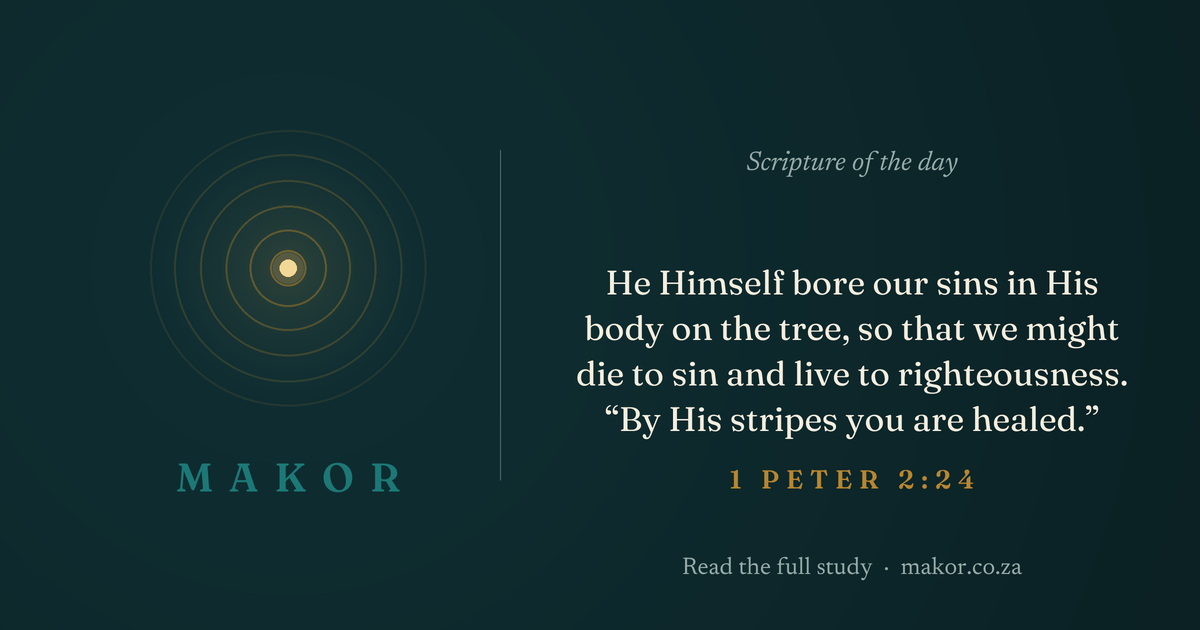 MAKOR
Scripture of the day
He Himself bore our sins in His
body on the tree, so that we might
die to sin and live to righteousness.
“By His stripes you are healed.”
1 PETER 2:24
Read the full study · makor.co.za